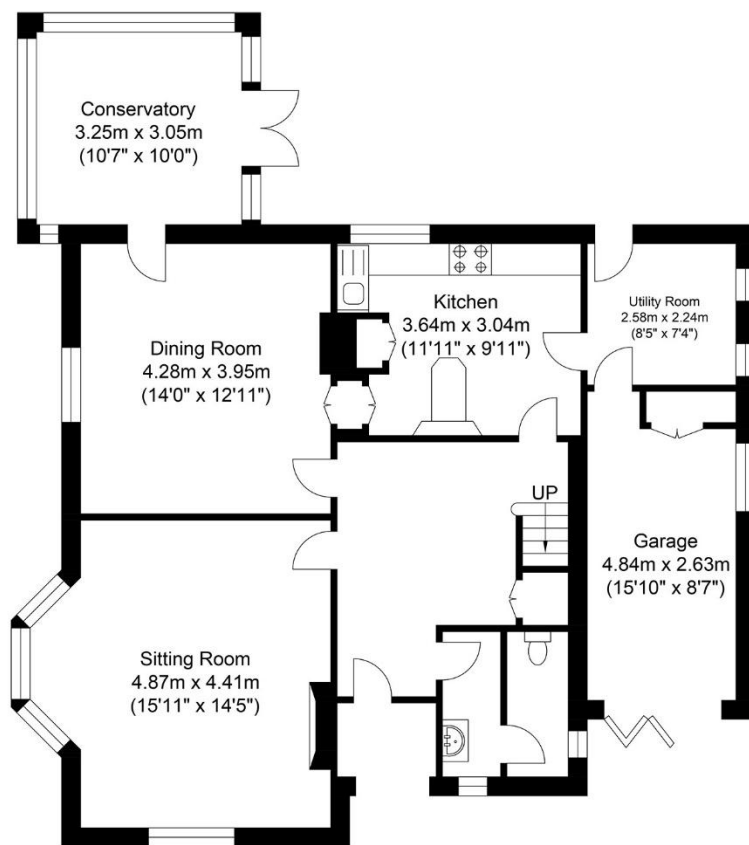 Conservatory
3.25m x 3.05m
(10'7" x 10'0")
Kitchen
3.64m x 3.04m
(11'11" x 9'11")
Utility Room
2.58m x 2.24m
(8'5" x 7'4")
Dining Room
4.28m x 3.95m
(14'0" x 12'11")
UP
Garage
4.84m x 2.63m
(15'10" x 8'7")
Sitting Room
4.87m x 4.41m
(15'11" x 14'5")